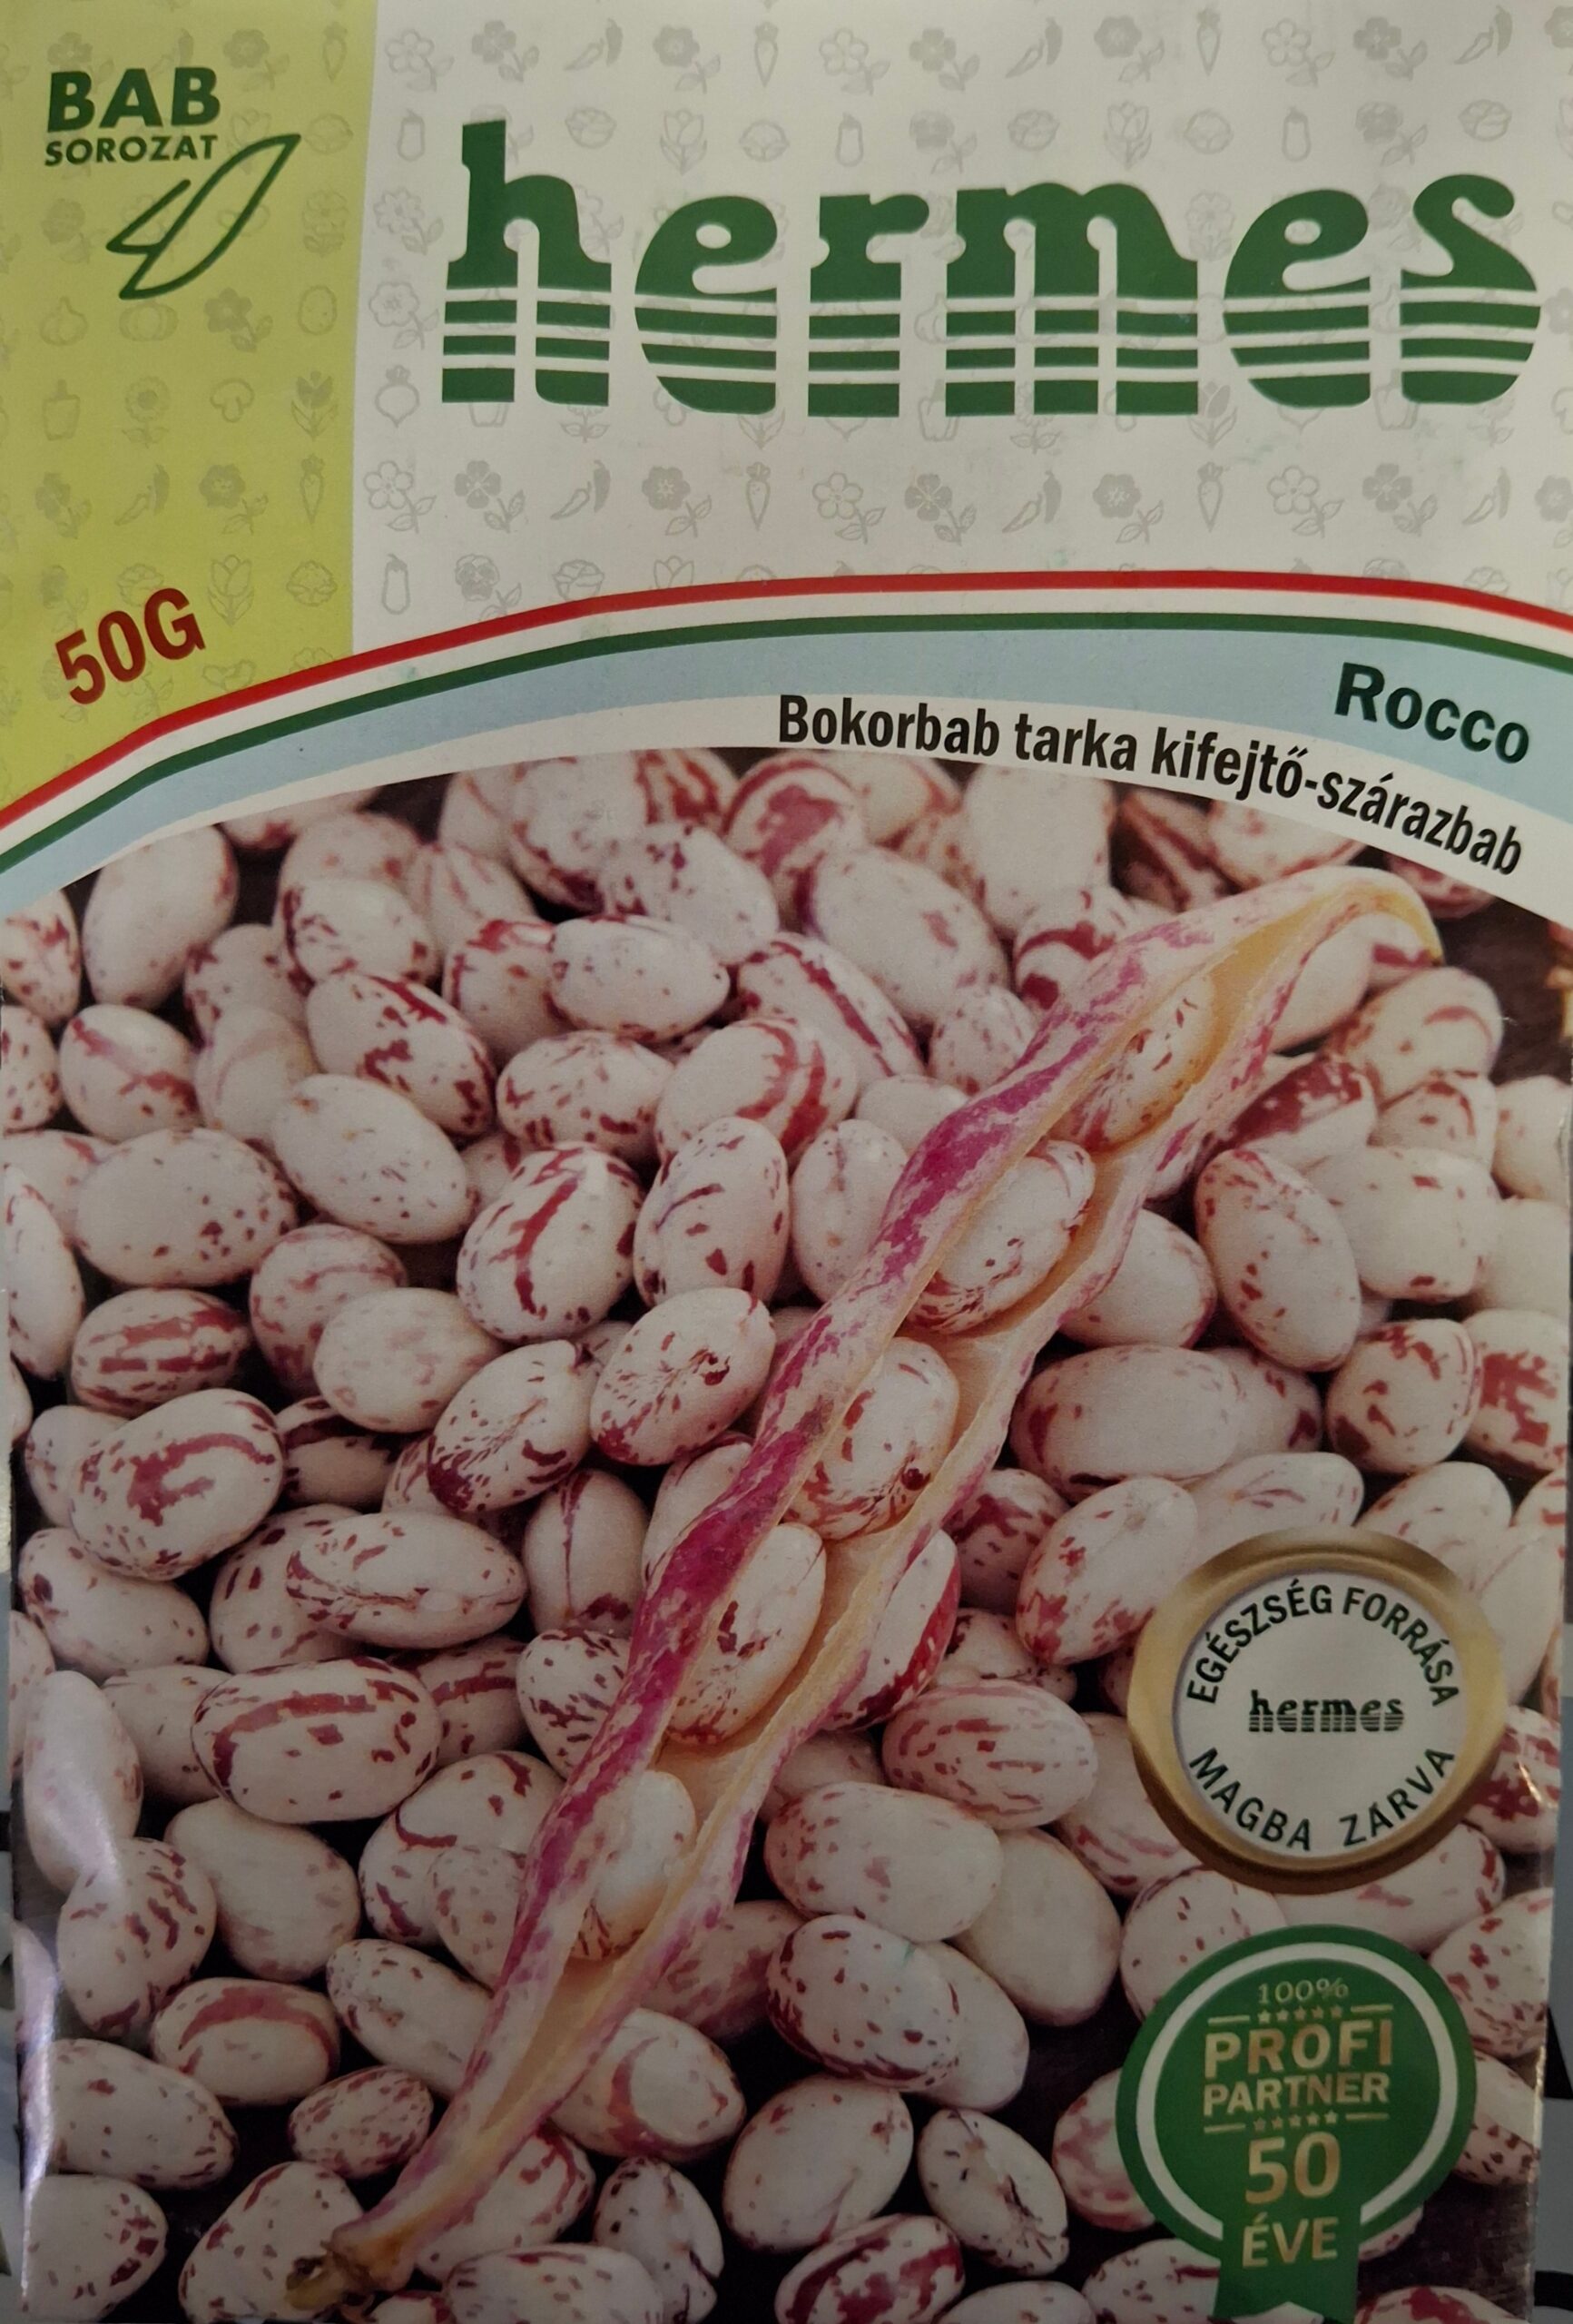 BAB
SOROZAT
hermes
50G
Rocco
Bokorbab tarka kifejtő-szárazbab
EGÉSZSÉG FORRÁSA
hermes
MAGBA ZÁRVA
100%
PROFI
PARTNER
50
ÉVE